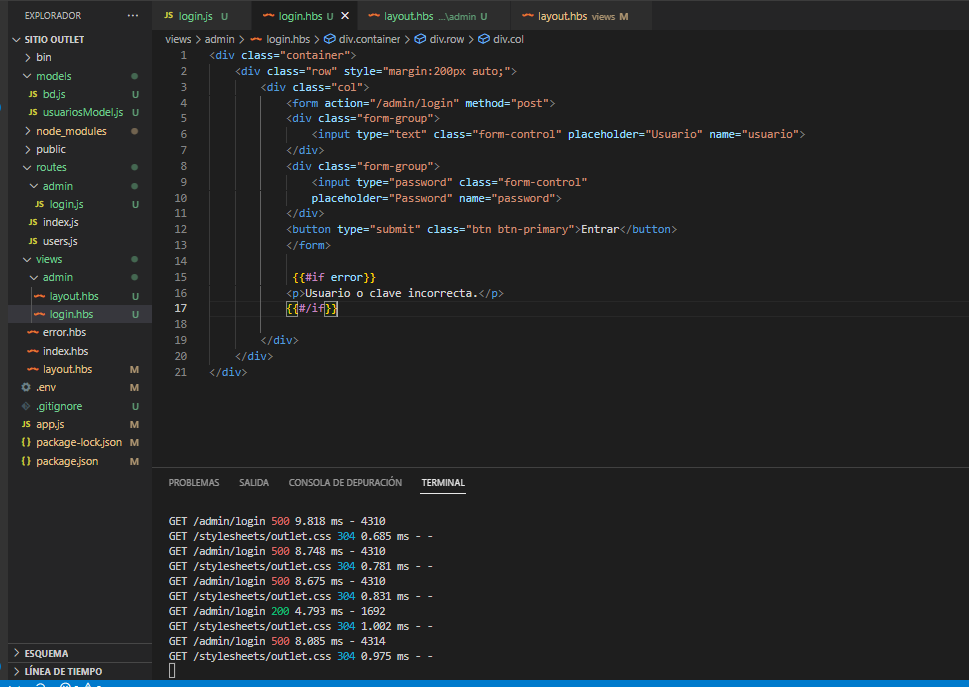 EXPLORADOR ···
JS login.js U
login.hbs U ×
layout.hbs ...\admin U
layout.hbs views M
SITIO OUTLET
bin
models
JS bd.js U
JS usuariosModel.js U
node_modules
public
routes
admin
JS login.js U
JS index.js
JS users.js
views
admin
layout.hbs U
login.hbs U
error.hbs
index.hbs
layout.hbs M
.env M
.gitignore U
JS app.js M
{} package-lock.json M
{} package.json M
ESQUEMA
LÍNEA DE TIEMPO
views > admin > login.hbs > div.container > div.row > div.col
1 <div class="container">
2 <div class="row" style="margin:200px auto;">
3 <div class="col">
4 <form action="/admin/login" method="post">
5 <div class="form-group">
6 <input type="text" class="form-control" placeholder="Usuario" name="usuario">
7 </div>
8 <div class="form-group">
9 <input type="password" class="form-control"
10 placeholder="Password" name="password">
11 </div>
12 <button type="submit" class="btn btn-primary">Entrar</button>
13 </form>
14
15 {{#if error}}
16 <p>Usuario o clave incorrecta.</p>
17 {{#/if}}
18
19 </div>
20 </div>
21 </div>
PROBLEMAS SALIDA CONSOLA DE DEPURACIÓN TERMINAL
GET /admin/login 500 9.818 ms - 4310
GET /stylesheets/outlet.css 304 0.685 ms - -
GET /admin/login 500 8.748 ms - 4310
GET /stylesheets/outlet.css 304 0.781 ms - -
GET /admin/login 500 8.675 ms - 4310
GET /stylesheets/outlet.css 304 0.831 ms - -
GET /admin/login 200 4.793 ms - 1692
GET /stylesheets/outlet.css 304 1.002 ms - -
GET /admin/login 500 8.085 ms - 4314
GET /stylesheets/outlet.css 304 0.975 ms - -